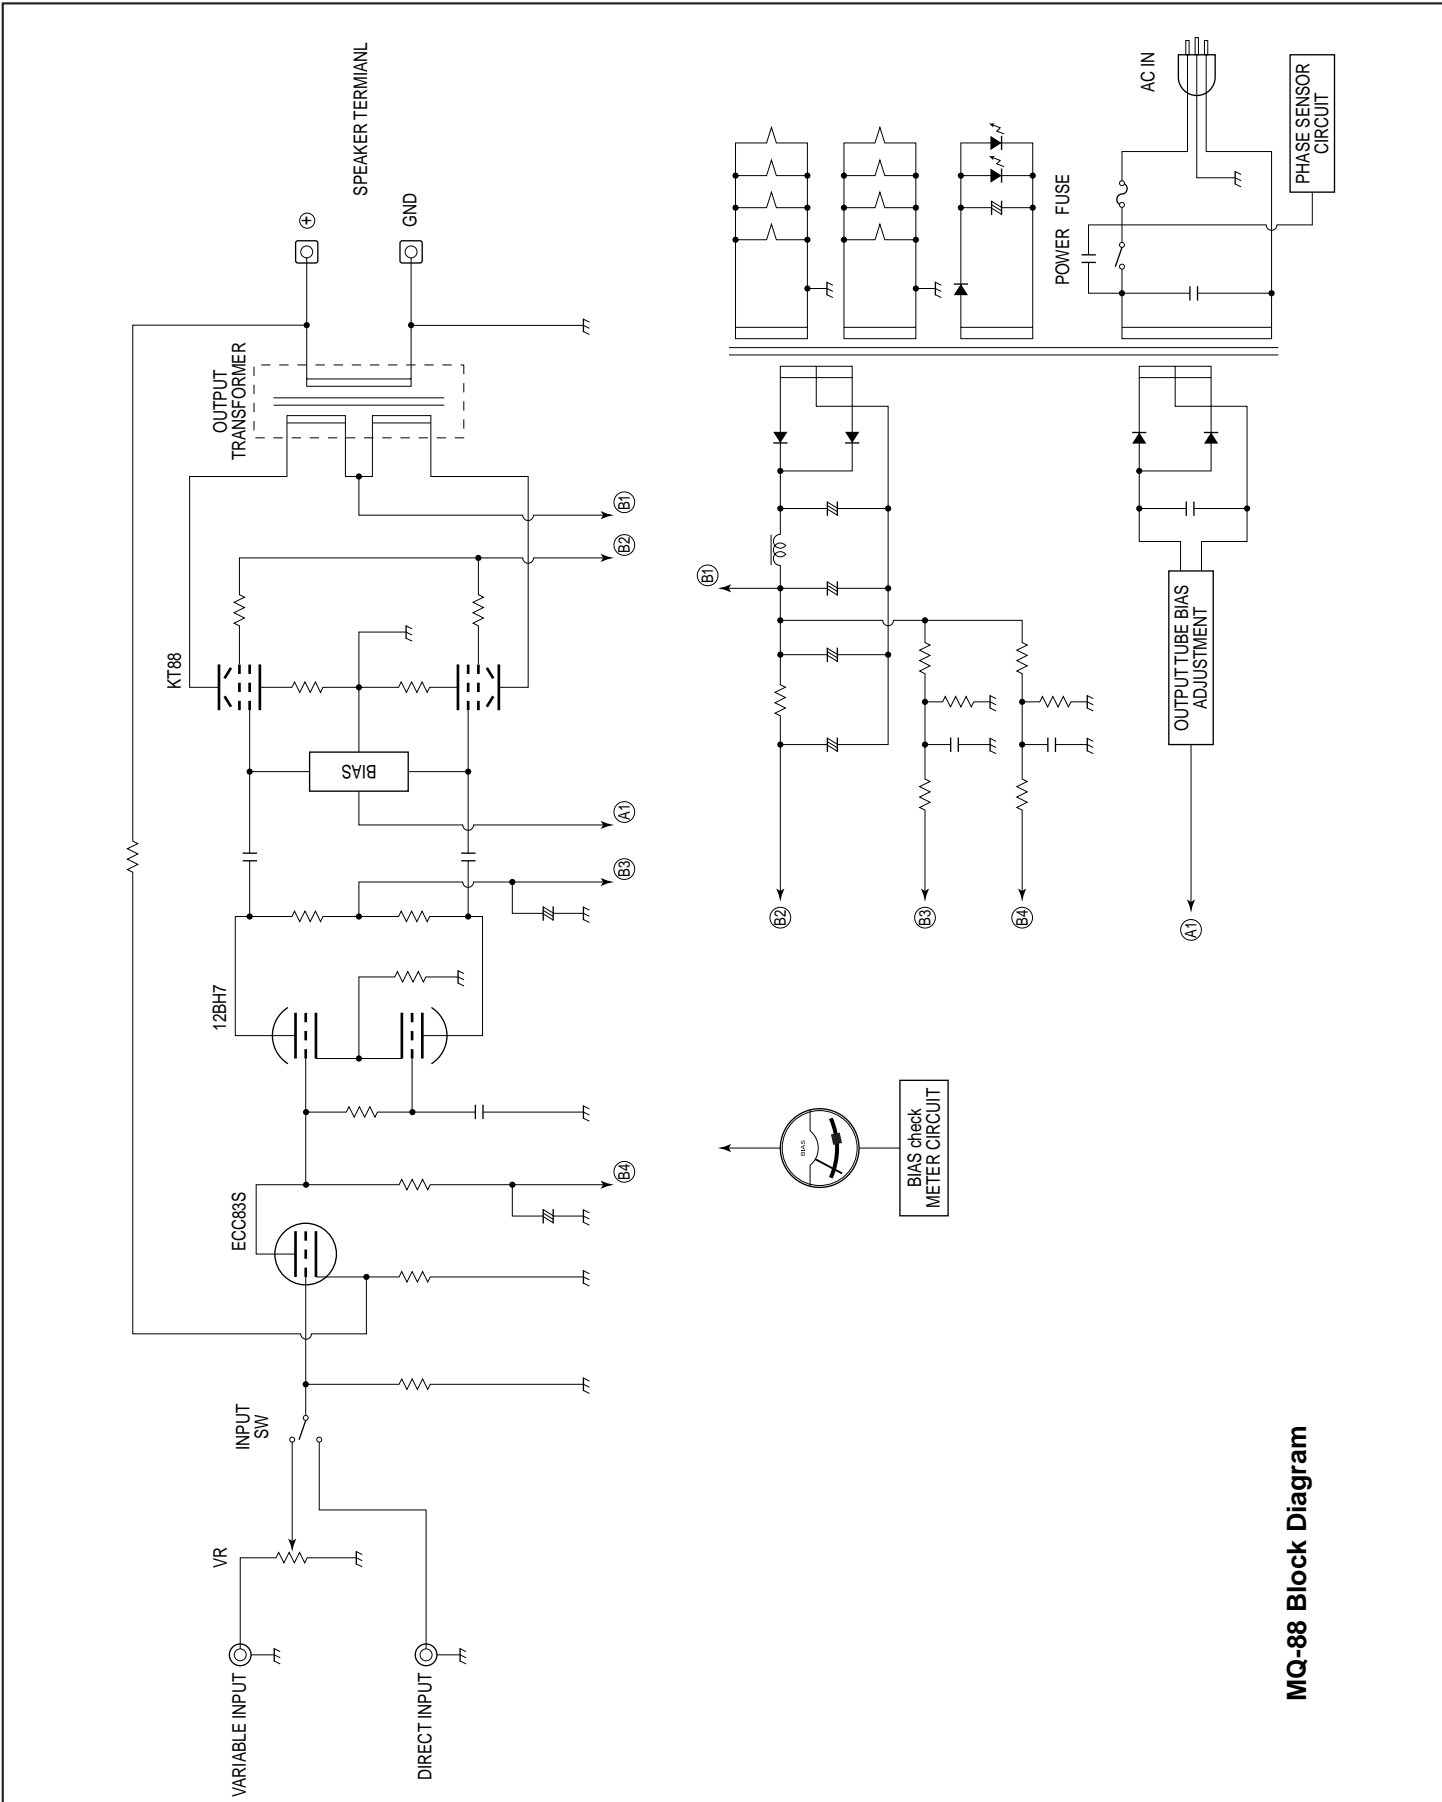 VARIABLE INPUT
DIRECT INPUT
VR
INPUT
SW
ECC83S
B4
12BH7
B3
A1
BIAS
KT88
B2
B1
OUTPUT
TRANSFORMER
⊕
GND
SPEAKER TERMIANL
BIAS
BIAS check
METER CIRCUIT
B1
B2
B3
B4
A1
OUTPUT TUBE BIAS
ADJUSTMENT
POWER
FUSE
AC IN
PHASE SENSOR
CIRCUIT
MQ-88 Block Diagram